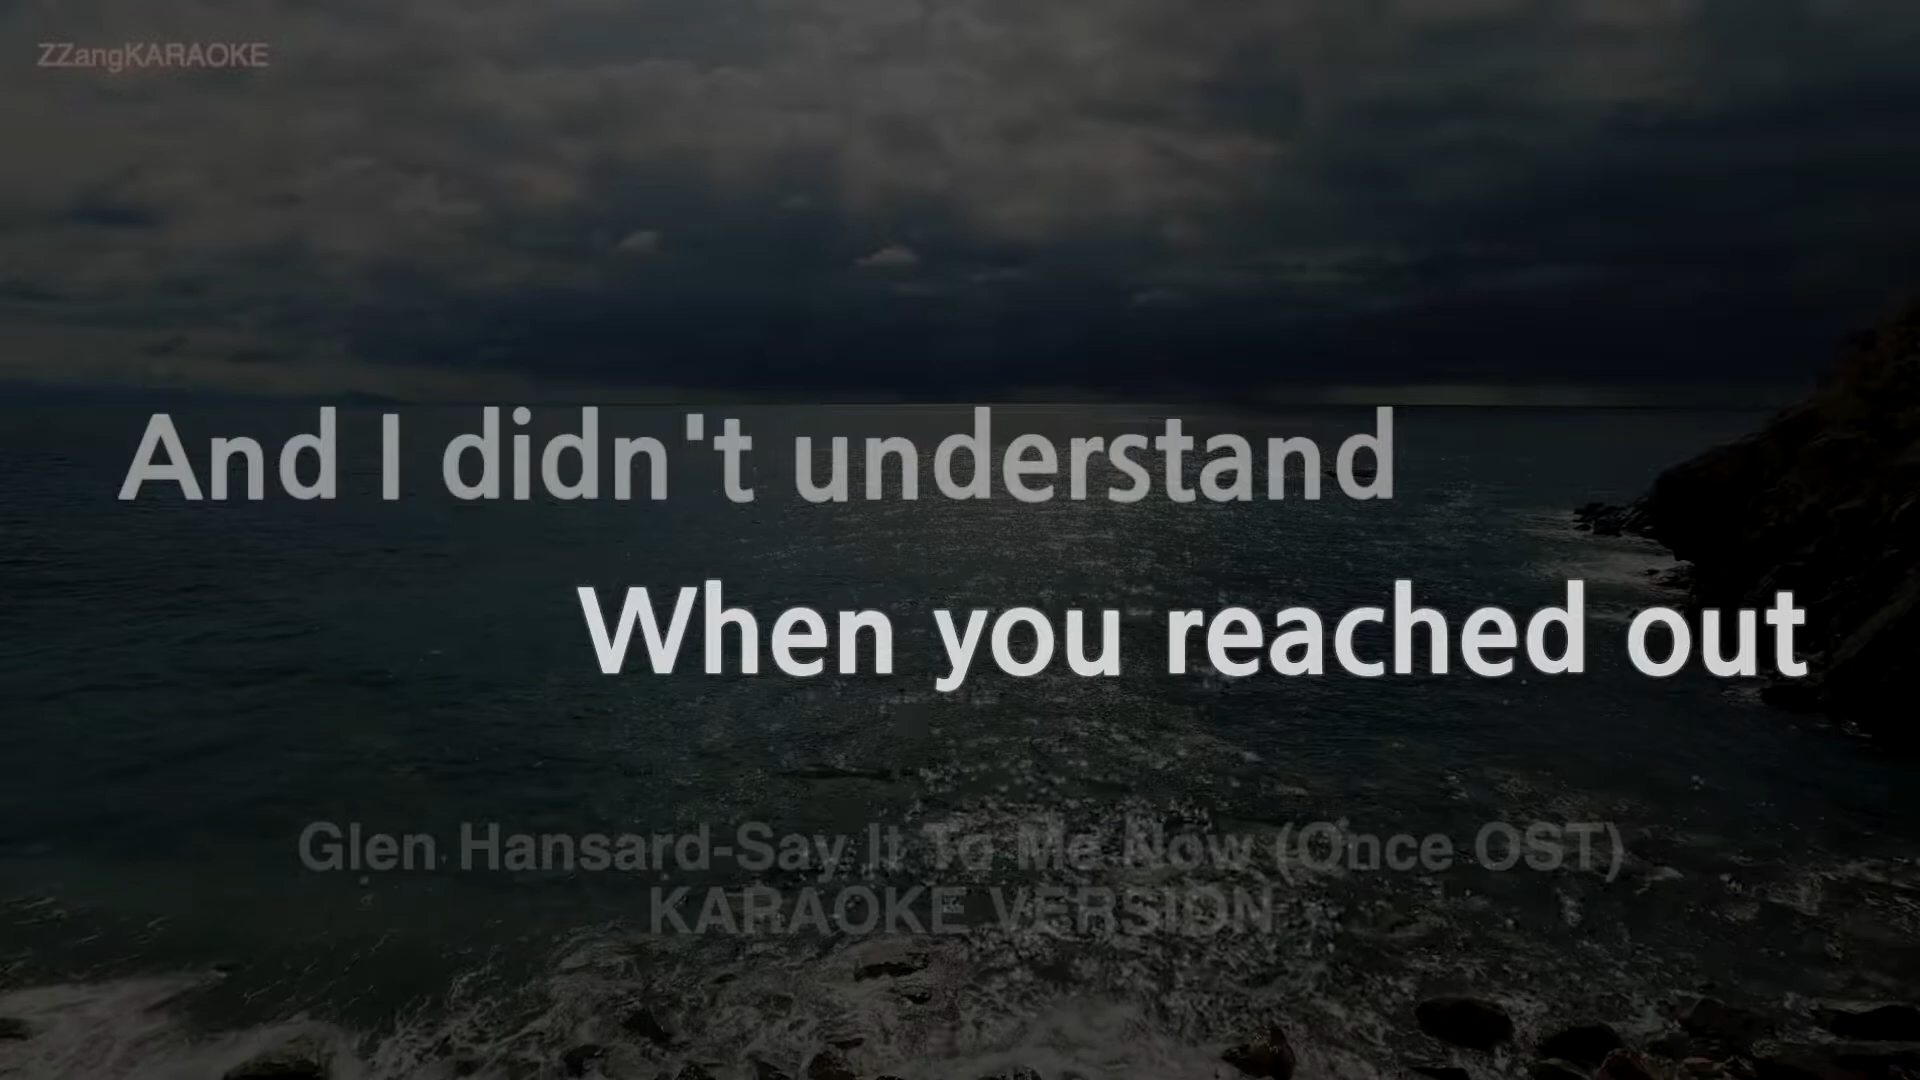 ZZangKARAOKE
And I didn't understand
When you reached out
Glen Hansard-Say It To Me Now (Once OST)
KARAOKE VERSION